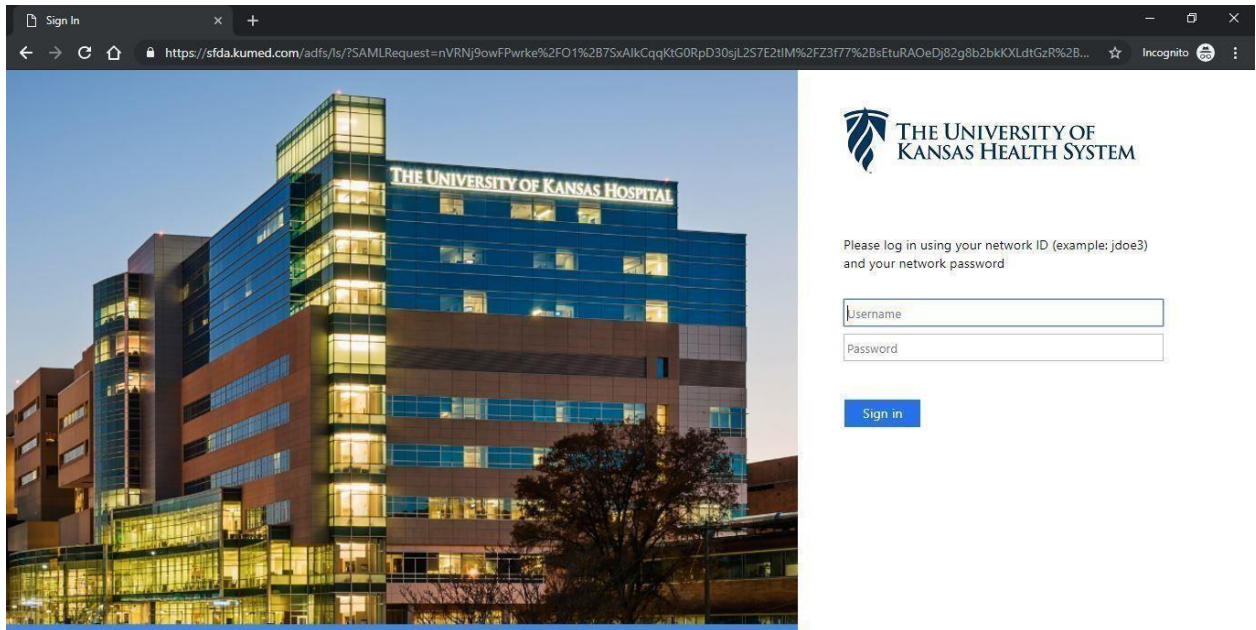 Sign In
https://sfda.kumed.com/adfs/ls/?SAMLRequest=nVRNj9owFPwrke%2FO1%2B7SxAlkCqqKtG0RpD30sjL2S7E2tlM%2FZ3f77%2BsEtuRAOeDj82g8b2bkKXLdtGzR%2B...
Incognito
THE UNIVERSITY OF KANSAS HOSPITAL
THE UNIVERSITY OF
KANSAS HEALTH SYSTEM
Please log in using your network ID (example: jdoe3)
and your network password
Username
Password
Sign in